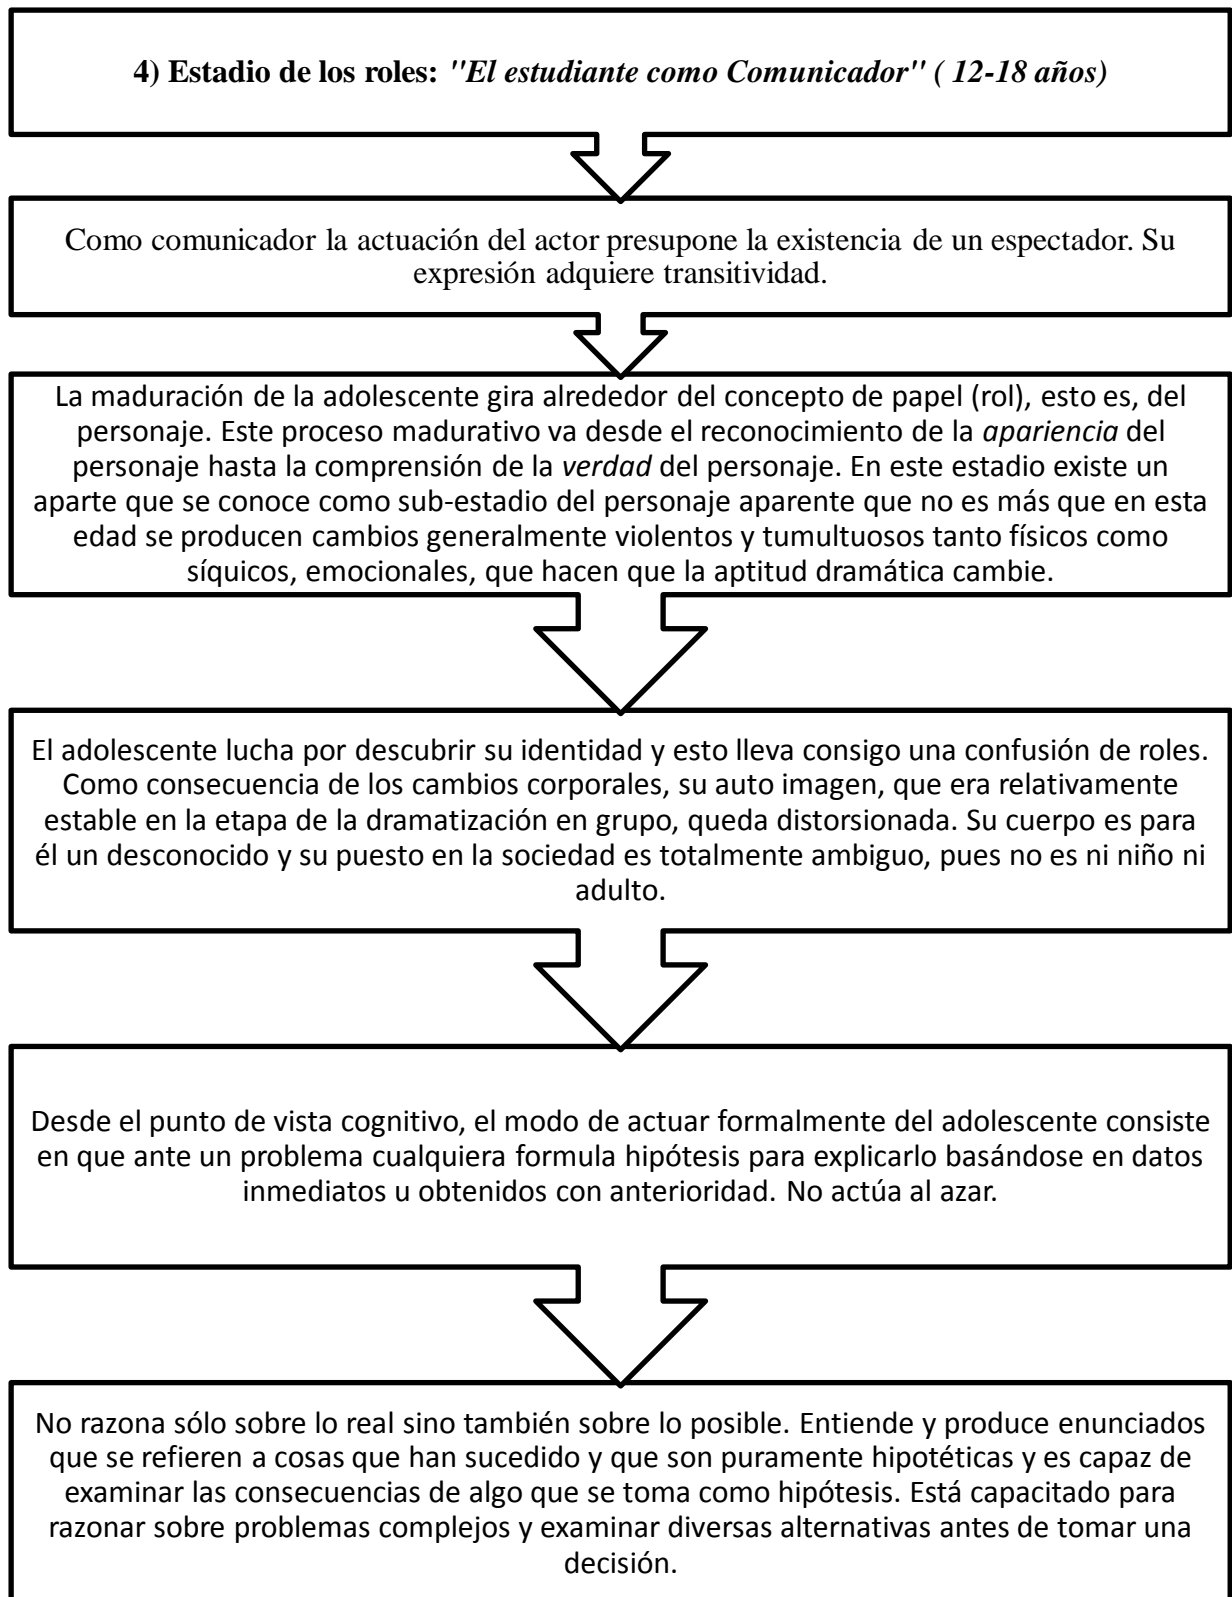 4) Estadio de los roles: "El estudiante como Comunicador" ( 12-18 años)
Como comunicador la actuación del actor presupone la existencia de un espectador. Su
expresión adquiere transitividad.
La maduración de la adolescente gira alrededor del concepto de papel (rol), esto es, del
personaje. Este proceso madurativo va desde el reconocimiento de la apariencia del
personaje hasta la comprensión de la verdad del personaje. En este estadio existe un
aparte que se conoce como sub-estadio del personaje aparente que no es más que en esta
edad se producen cambios generalmente violentos y tumultuosos tanto físicos como
síquicos, emocionales, que hacen que la aptitud dramática cambie.
El adolescente lucha por descubrir su identidad y esto lleva consigo una confusión de roles.
Como consecuencia de los cambios corporales, su auto imagen, que era relativamente
estable en la etapa de la dramatización en grupo, queda distorsionada. Su cuerpo es para
él un desconocido y su puesto en la sociedad es totalmente ambiguo, pues no es ni niño ni
adulto.
Desde el punto de vista cognitivo, el modo de actuar formalmente del adolescente consiste
en que ante un problema cualquiera formula hipótesis para explicarlo basándose en datos
inmediatos u obtenidos con anterioridad. No actúa al azar.
No razona sólo sobre lo real sino también sobre lo posible. Entiende y produce enunciados
que se refieren a cosas que han sucedido y que son puramente hipotéticas y es capaz de
examinar las consecuencias de algo que se toma como hipótesis. Está capacitado para
razonar sobre problemas complejos y examinar diversas alternativas antes de tomar una
decisión.